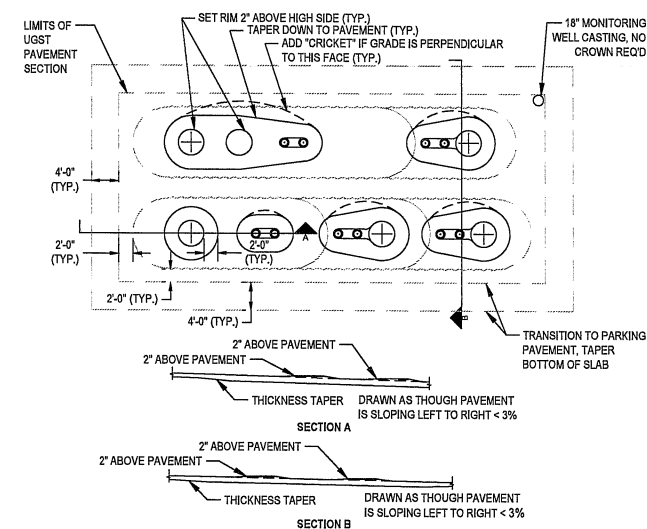 SET RIM 2" ABOVE HIGH SIDE (TYP.)
TAPER DOWN TO PAVEMENT (TYP.)
ADD "CRICKET" IF GRADE IS PERPENDICULAR
TO THIS FACE (TYP.)
LIMITS OF
UGST
PAVEMENT
SECTION
18" MONITORING
WELL CASTING, NO
CROWN REQ'D
4'-0"
(TYP.)
2'-0"
(TYP.)
A
2'-0"
(TYP.)
2'-0" (TYP.)
4'-0" (TYP.)
B
TRANSITION TO PARKING
PAVEMENT, TAPER
BOTTOM OF SLAB
2" ABOVE PAVEMENT
2" ABOVE PAVEMENT
THICKNESS TAPER
DRAWN AS THOUGH PAVEMENT
IS SLOPING LEFT TO RIGHT < 3%
SECTION A
2" ABOVE PAVEMENT
2" ABOVE PAVEMENT
THICKNESS TAPER
DRAWN AS THOUGH PAVEMENT
IS SLOPING LEFT TO RIGHT < 3%
SECTION B